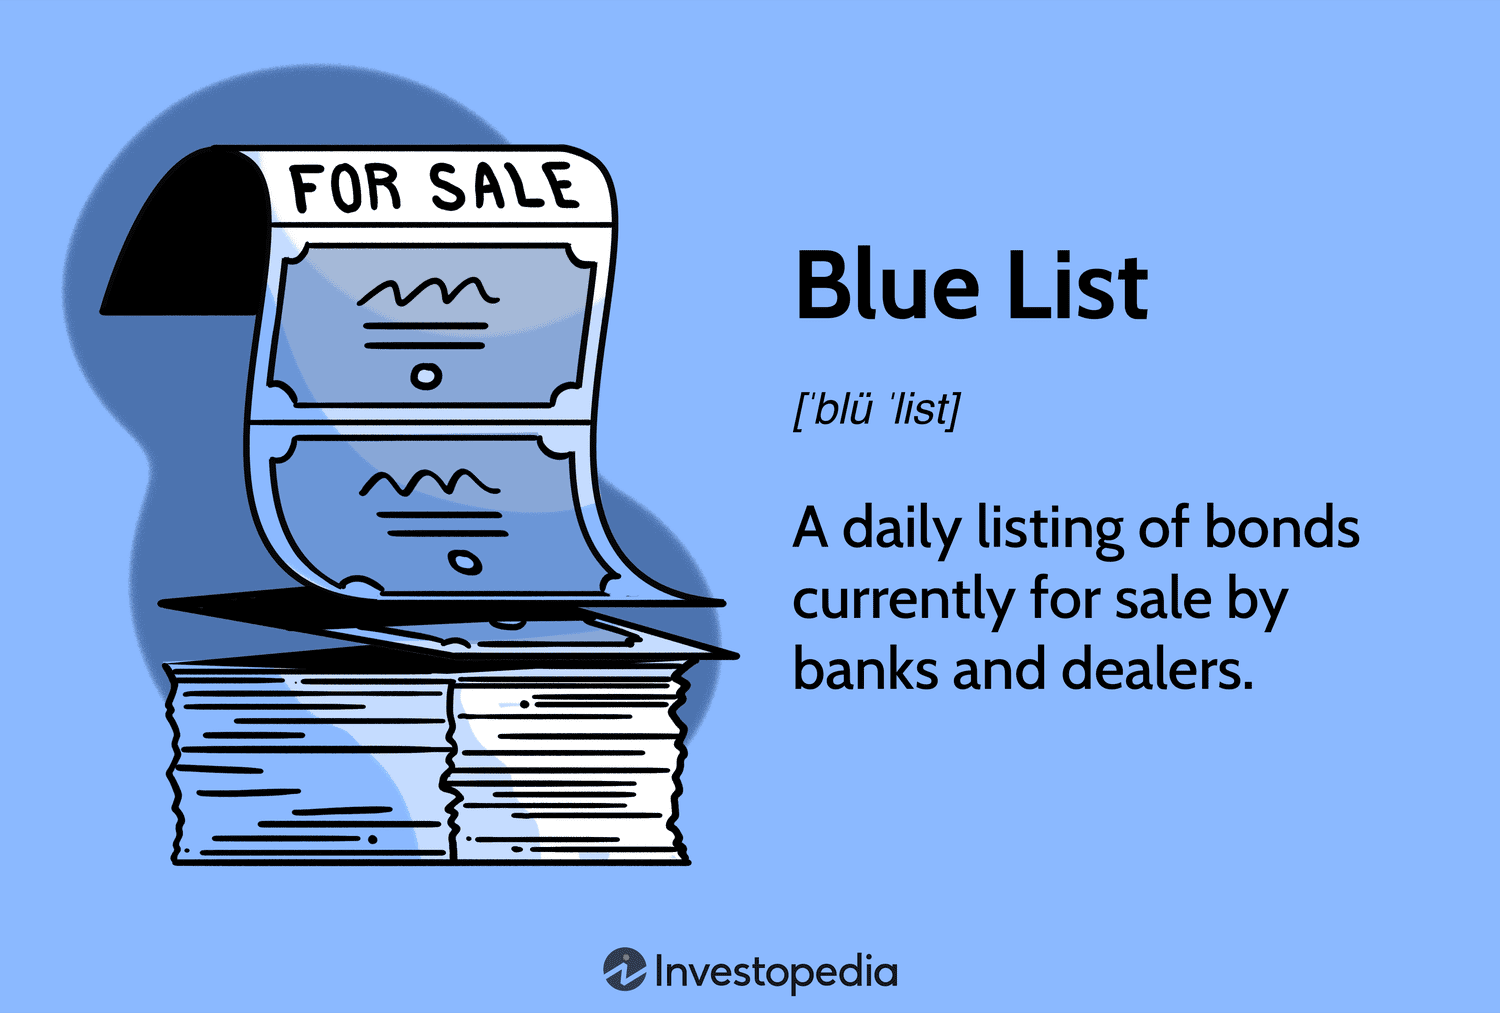 FOR SALE
Blue List
[ˈblü ˈlist]
A daily listing of bonds
currently for sale by
banks and dealers.
Investopedia